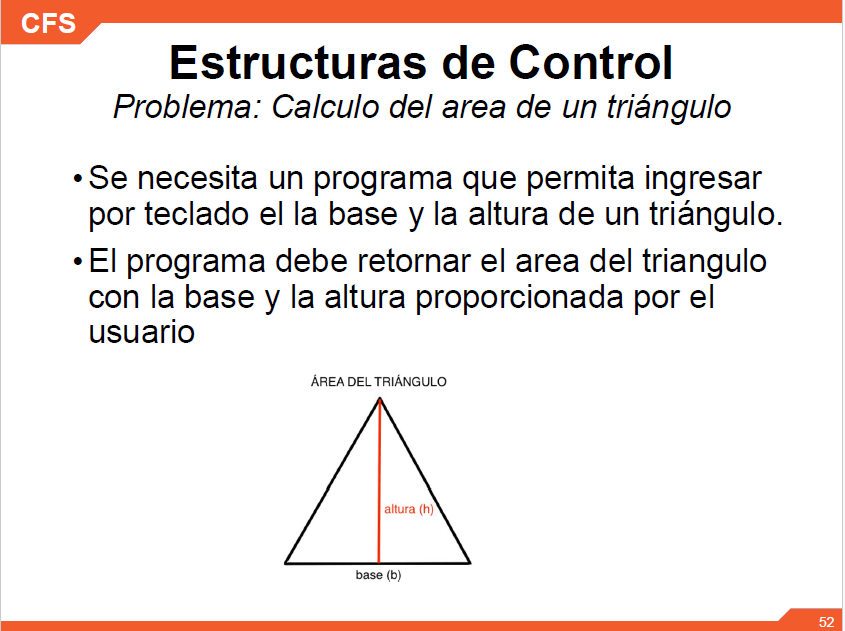 CFS
Estructuras de Control
Problema: Calculo del area de un triángulo
• Se necesita un programa que permita ingresar
por teclado el la base y la altura de un triángulo.
• El programa debe retornar el area del triangulo
con la base y la altura proporcionada por el
usuario
ÁREA DEL TRIÁNGULO
altura (h)
base (b)
52